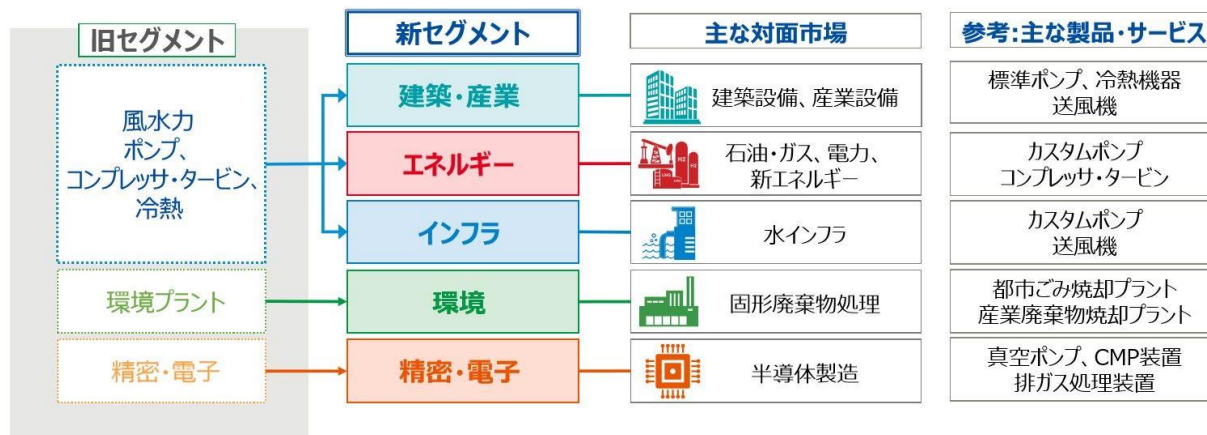 旧セグメント
新セグメント
主な対面市場
参考:主な製品・サービス
風水力
ポンプ、
コンプレッサ・タービン、
冷熱
建築・産業
建築設備、産業設備
標準ポンプ、冷熱機器
送風機
エネルギー
石油・ガス、電力、
新エネルギー
カスタムポンプ
コンプレッサ・タービン
インフラ
水インフラ
カスタムポンプ
送風機
環境プラント
環境
固形廃棄物処理
都市ごみ焼却プラント
産業廃棄物焼却プラント
精密・電子
精密・電子
半導体製造
真空ポンプ、CMP装置
排ガス処理装置